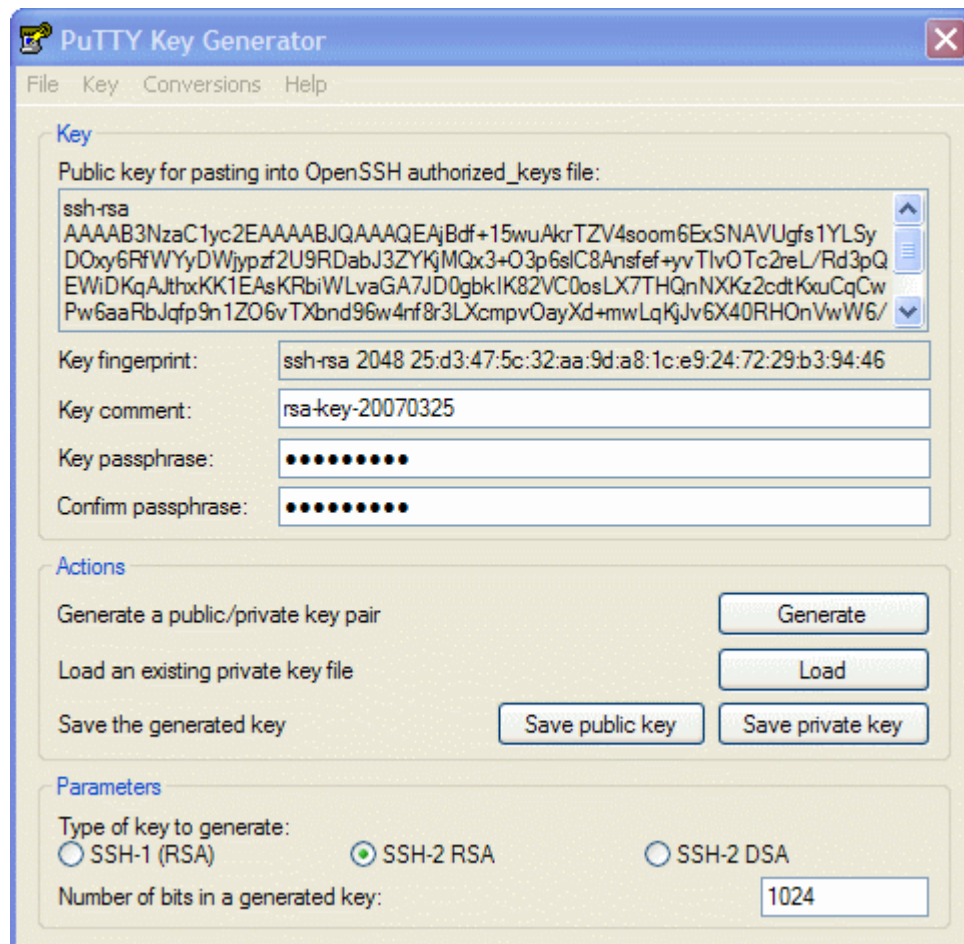 PuTTY Key Generator
File Key Conversions Help
Key
Public key for pasting into OpenSSH authorized_keys file:
ssh-rsa
AAAAB3NzaC1yc2EAAAABJQAAAQEAjBdf+15wuAkrTZV4soom6ExSNAVUgfs1YLSy
DOxy6RfWYyDWjypzf2U9RDabJ3ZYKjMQx3+O3p6slC8Ansfef+yvTlvOTc2reL/Rd3pQ
EWiDKqAJthxKK1EAsKRbiWLvaGA7JD0gbkIK82VC0osLX7THQnNXKz2cdtKxuCqCw
Pw6aaRbJqfp9n1ZO6vTXbnd96w4nf8r3LXcmpvOayXd+mwLqKjJv6X40RHOnVwW6/
Key fingerprint: ssh-rsa 2048 25:d3:47:5c:32:aa:9d:a8:1c:e9:24:72:29:b3:94:46
Key comment: rsa-key-20070325
Key passphrase: ●●●●●●●●●
Confirm passphrase: ●●●●●●●●●
Actions
Generate a public/private key pair Generate
Load an existing private key file Load
Save the generated key Save public key Save private key
Parameters
Type of key to generate:
SSH-1 (RSA) SSH-2 RSA SSH-2 DSA
Number of bits in a generated key: 1024